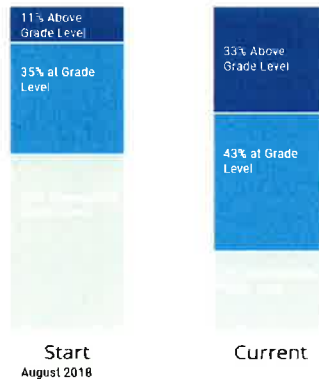 11% Above
Grade Level
35% at Grade
Level
33% Above
Grade Level
43% at Grade
Level
Start
August 2018
Current